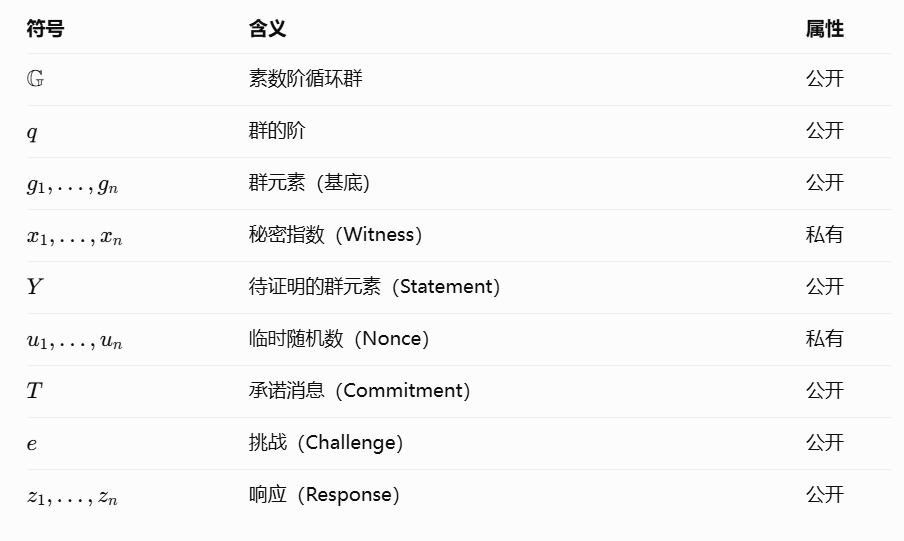 符号 含义 属性
𝔾 素数阶循环群 公开
q 群的阶 公开
g₁, …, gₙ 群元素（基底） 公开
x₁, …, xₙ 秘密指数（Witness） 私有
Y 待证明的群元素（Statement） 公开
u₁, …, uₙ 临时随机数（Nonce） 私有
T 承诺消息（Commitment） 公开
e 挑战（Challenge） 公开
z₁, …, zₙ 响应（Response） 公开